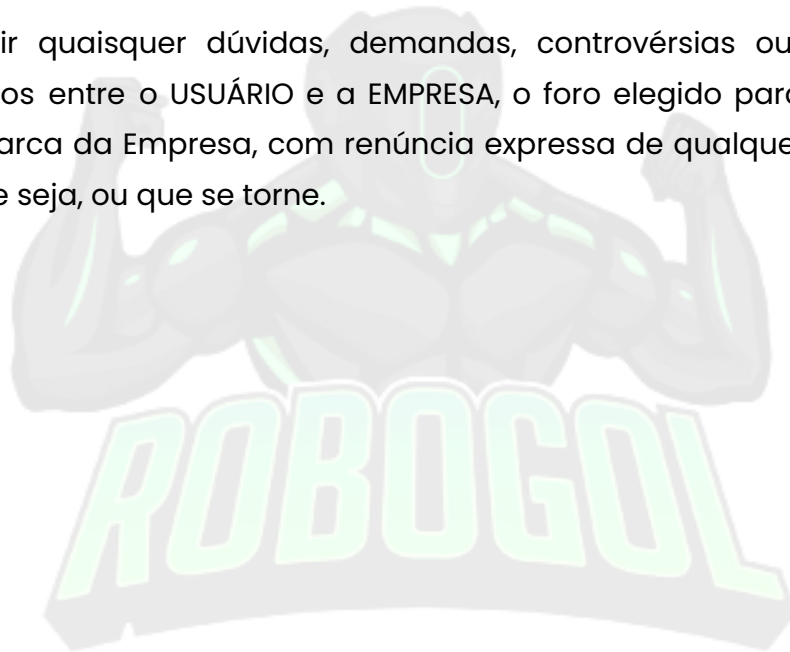 ir quaisquer dúvidas, demandas, controvérsias ou
os entre o USUÁRIO e a EMPRESA, o foro elegido para
arca da Empresa, com renúncia expressa de qualque
e seja, ou que se torne.
ROBOGOL